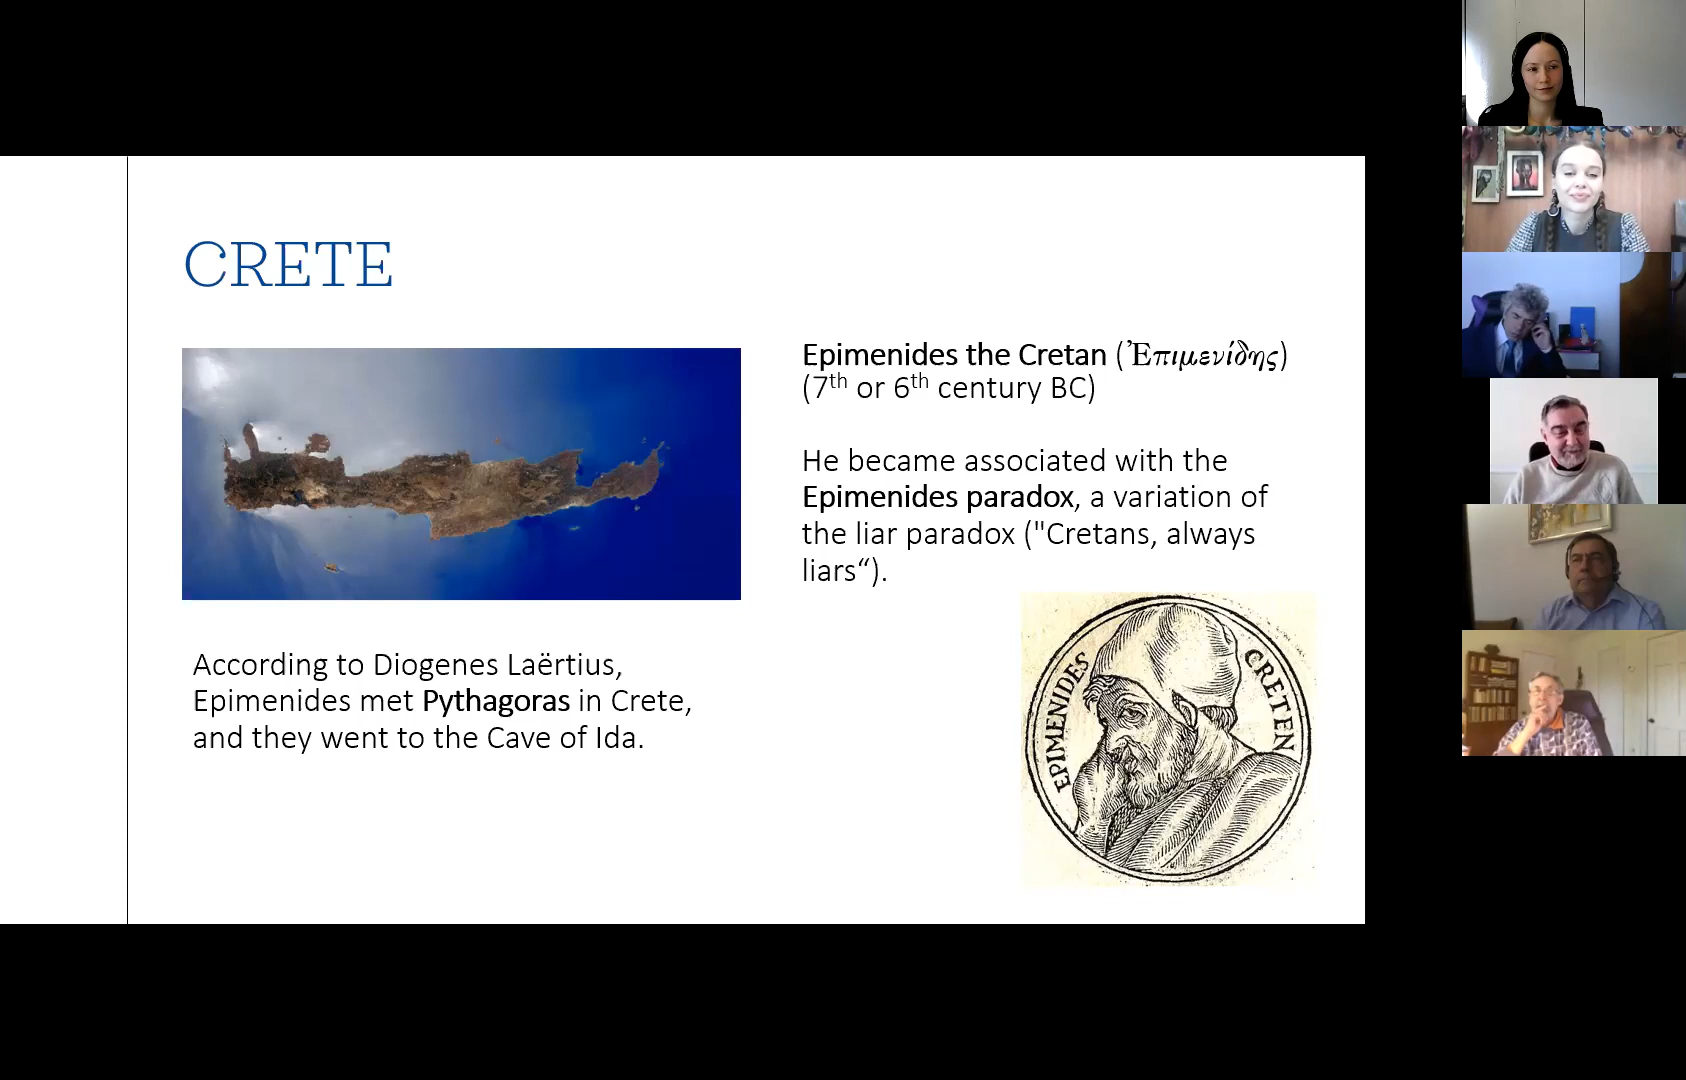 CRETE
Epimenides the Cretan (Ἐπιμενίδης)
(7th or 6th century BC)
He became associated with the
Epimenides paradox, a variation of
the liar paradox ("Cretans, always
liars“).
According to Diogenes Laërtius,
Epimenides met Pythagoras in Crete,
and they went to the Cave of Ida.
EPIMENIDES CRETEN